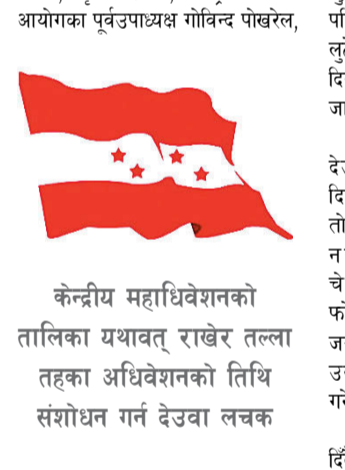 आयोगका पूर्वउपाध्यक्ष गोविन्द पोखरेल,
केन्द्रीय महाधिवेशनको
तालिका यथावत् राखेर तल्ला
तहका अधिवेशनको तिथि
संशोधन गर्न देउवा लचक